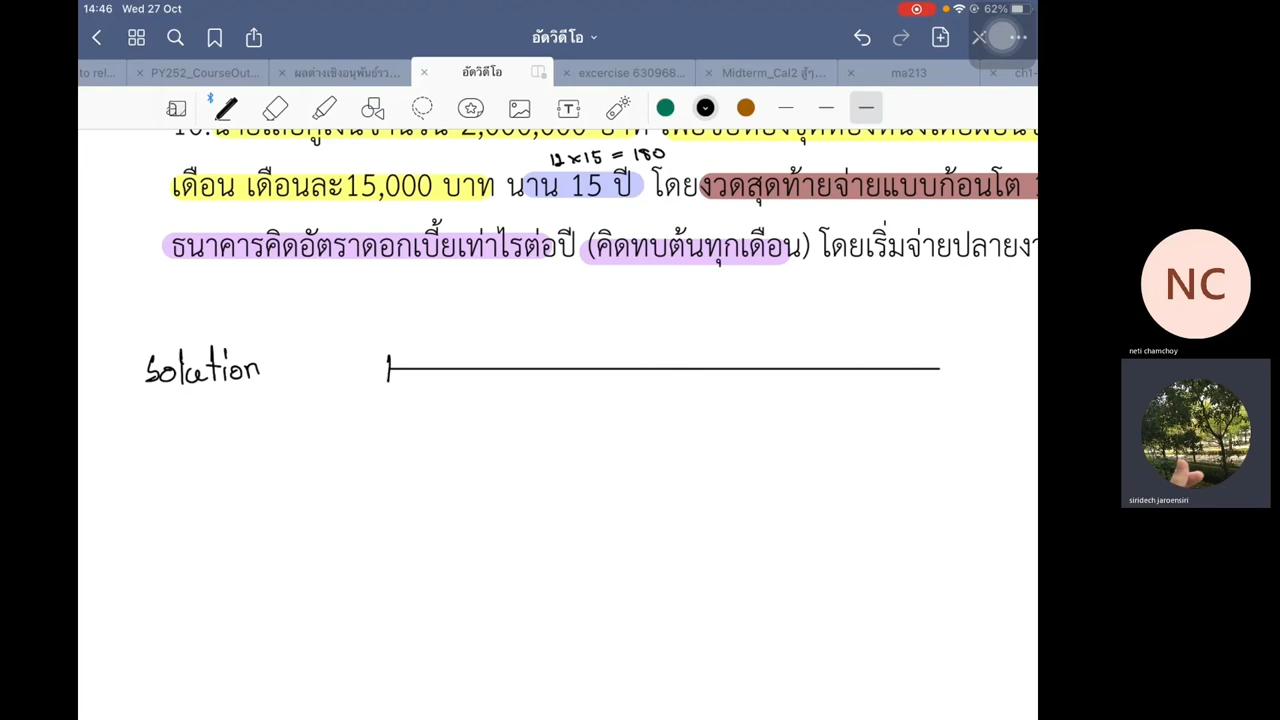 14:46 Wed 27 Oct
62%
อัดวิดีโอ
to rel...
PY252_CourseOut...
ผลต่างเชิงอนุพันธ์รว...
อัดวิดีโอ
excercise 630968...
Midterm_Cal2 สู้ๆ...
ma213
ch1-
12 × 15 = 180
เดือน เดือนละ15,000 บาท นาน 15 ปี โดยงวดสุดท้ายจ่ายแบบก้อนโต
ธนาคารคิดอัตราดอกเบี้ยเท่าไรต่อปี (คิดทบต้นทุกเดือน) โดยเริ่มจ่ายปลายงว
Solution
NC
neti chamchoy
siridech jaroensiri